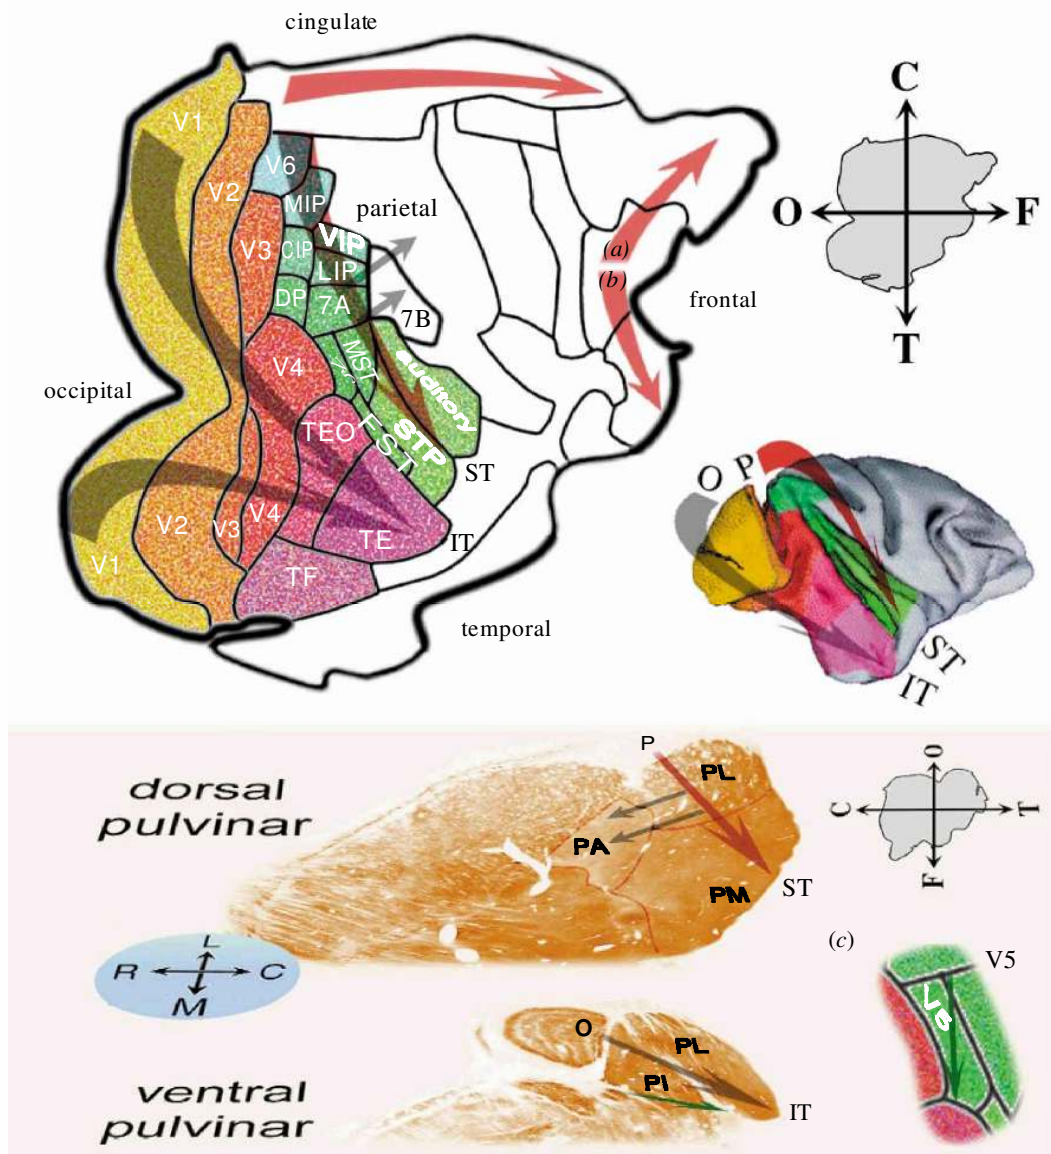 cingulate
C
V1
V6
V2
MIP
parietal
O
F
V3
CIP
VIP
(a)
LIP
(b)
DP
7A
frontal
7B
T
MST
V4
auditory
occipital
TEO
FST
STP
ST
O
P
V2
V3
V4
TE
IT
V1
TF
temporal
ST
IT
P
PL
O
dorsal
pulvinar
C
T
PA
F
PM
ST
(c)
L
V5
R
C
M
O
PL
PI
ventral
pulvinar
IT